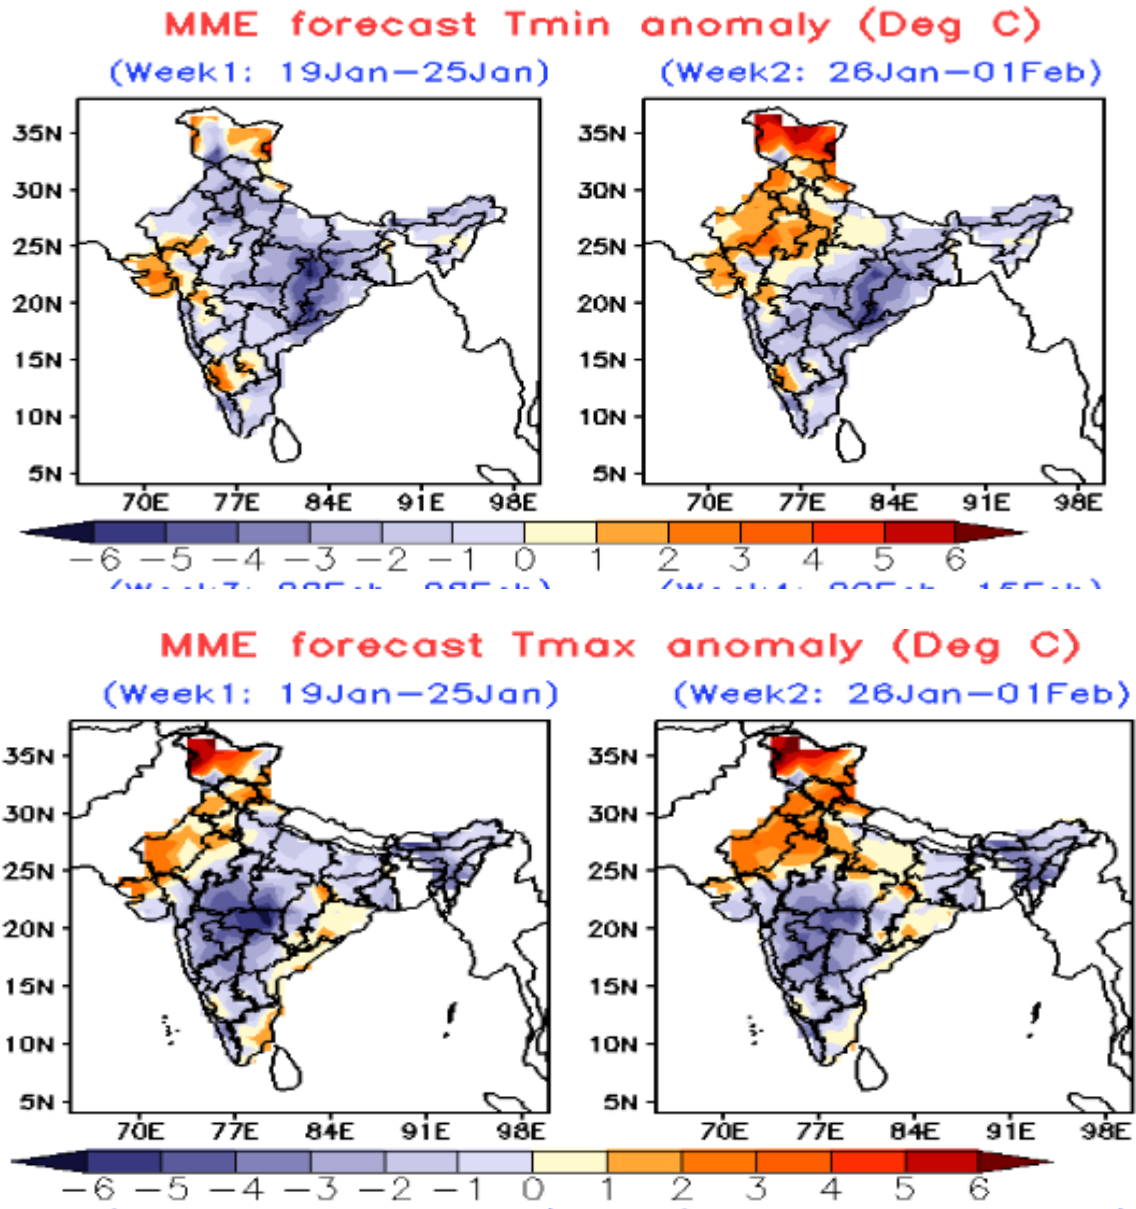 MME forecast Tmin anomaly (Deg C)
(Week1: 19Jan−25Jan) (Week2: 26Jan−01Feb)
35N 35N
30N 30N
25N 25N
20N 20N
15N 15N
10N 10N
5N 5N
70E 77E 84E 91E 98E 70E 77E 84E 91E 98E
−6 −5 −4 −3 −2 −1 0 1 2 3 4 5 6
MME forecast Tmax anomaly (Deg C)
(Week1: 19Jan−25Jan) (Week2: 26Jan−01Feb)
35N 35N
30N 30N
25N 25N
20N 20N
15N 15N
10N 10N
5N 5N
70E 77E 84E 91E 98E 70E 77E 84E 91E 98E
−6 −5 −4 −3 −2 −1 0 1 2 3 4 5 6